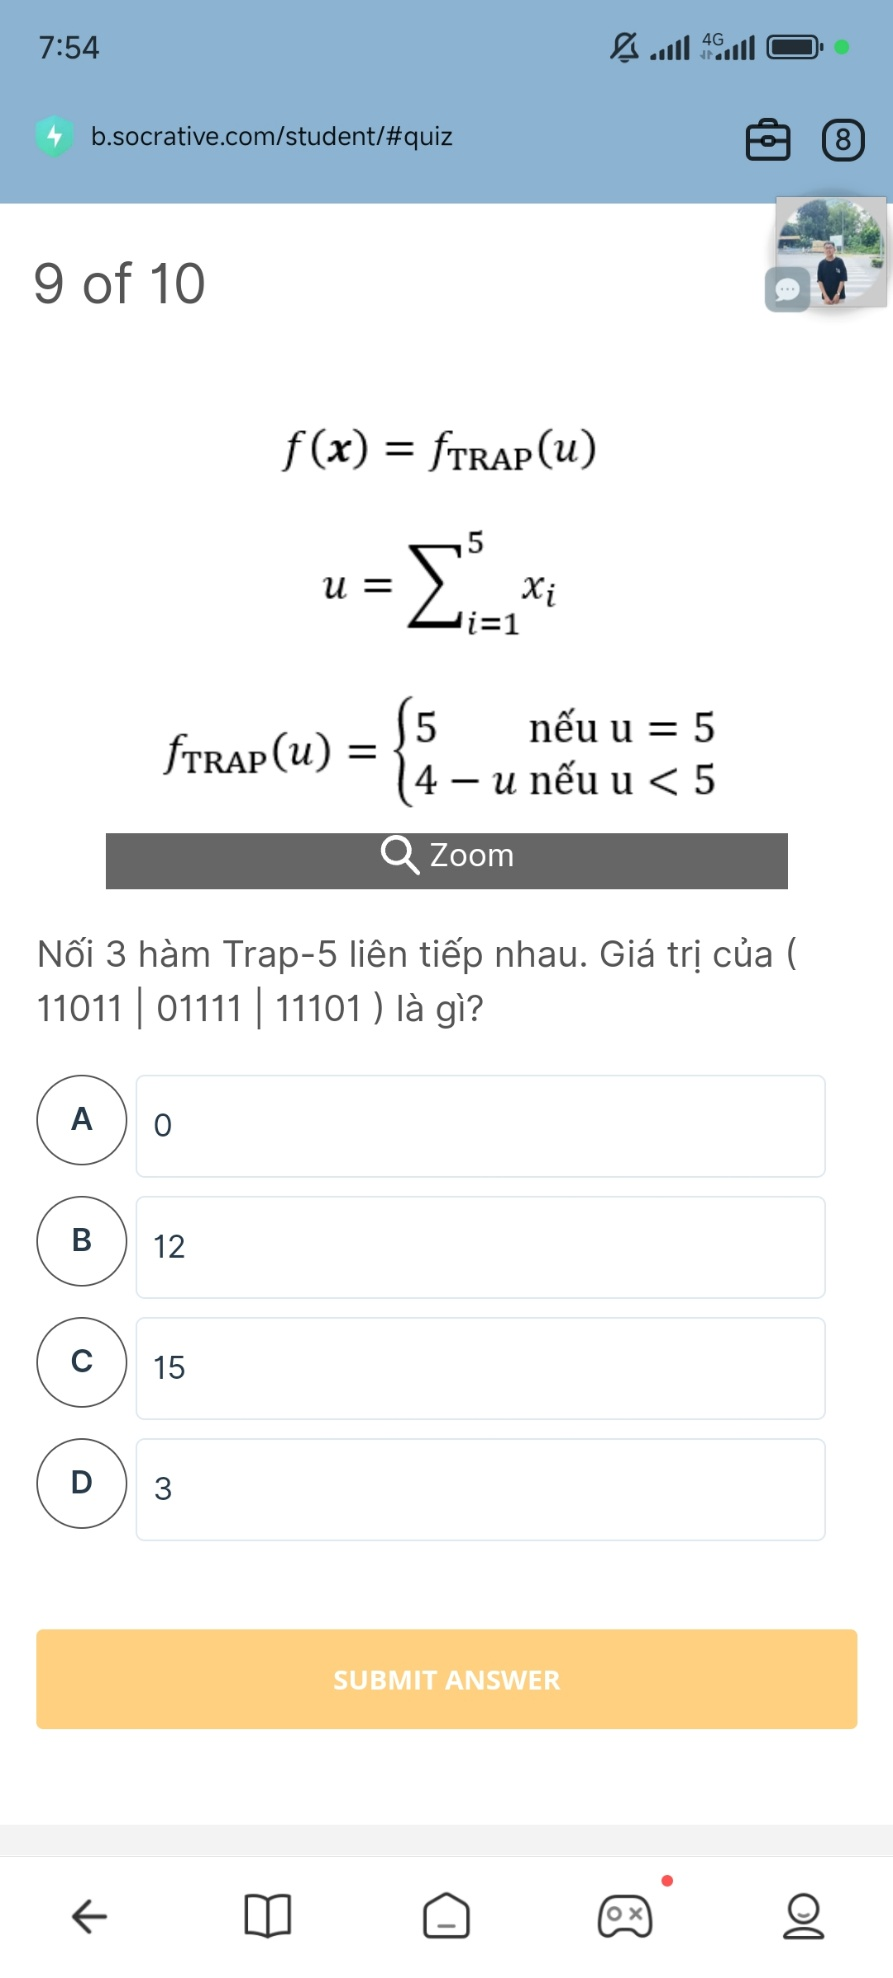 7:54
4G
b.socrative.com/student/#quiz
8
9 of 10
f(x) = fTRAP(u)
u = ∑⁵ᵢ₌₁ xᵢ
fTRAP(u) = { 5 nếu u = 5
4 − u nếu u < 5
Zoom
Nối 3 hàm Trap-5 liên tiếp nhau. Giá trị của (
11011 | 01111 | 11101 ) là gì?
A 0
B 12
C 15
D 3
SUBMIT ANSWER